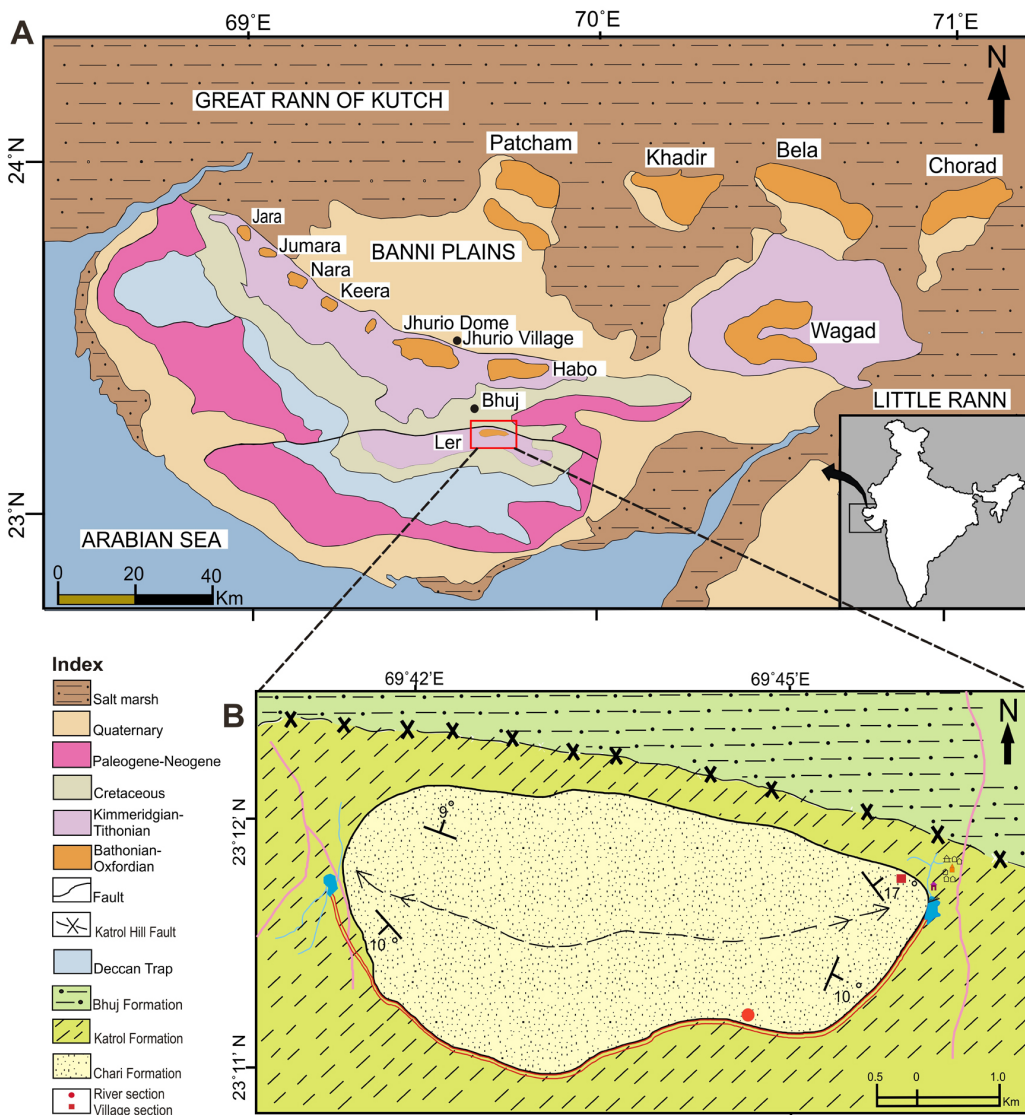 A
69°E
70°E
71°E
N
GREAT RANN OF KUTCH
24°N
Patcham
Khadir
Bela
Chorad
Jara
Jumara
BANNI PLAINS
Nara
Keera
Jhurio Dome
Jhurio Village
Wagad
Habo
Bhuj
LITTLE RANN
Ler
23°N
ARABIAN SEA
0 20 40
Km
Index
Salt marsh
Quaternary
Paleogene-Neogene
Cretaceous
Kimmeridgian-
Tithonian
Bathonian-
Oxfordian
Fault
Katrol Hill Fault
Deccan Trap
Bhuj Formation
Katrol Formation
Chari Formation
River section
Village section
69°42'E
69°45'E
B
N
23°12' N
9°
17°
10°
10°
23°1' N
0.5 0 1.0
Km